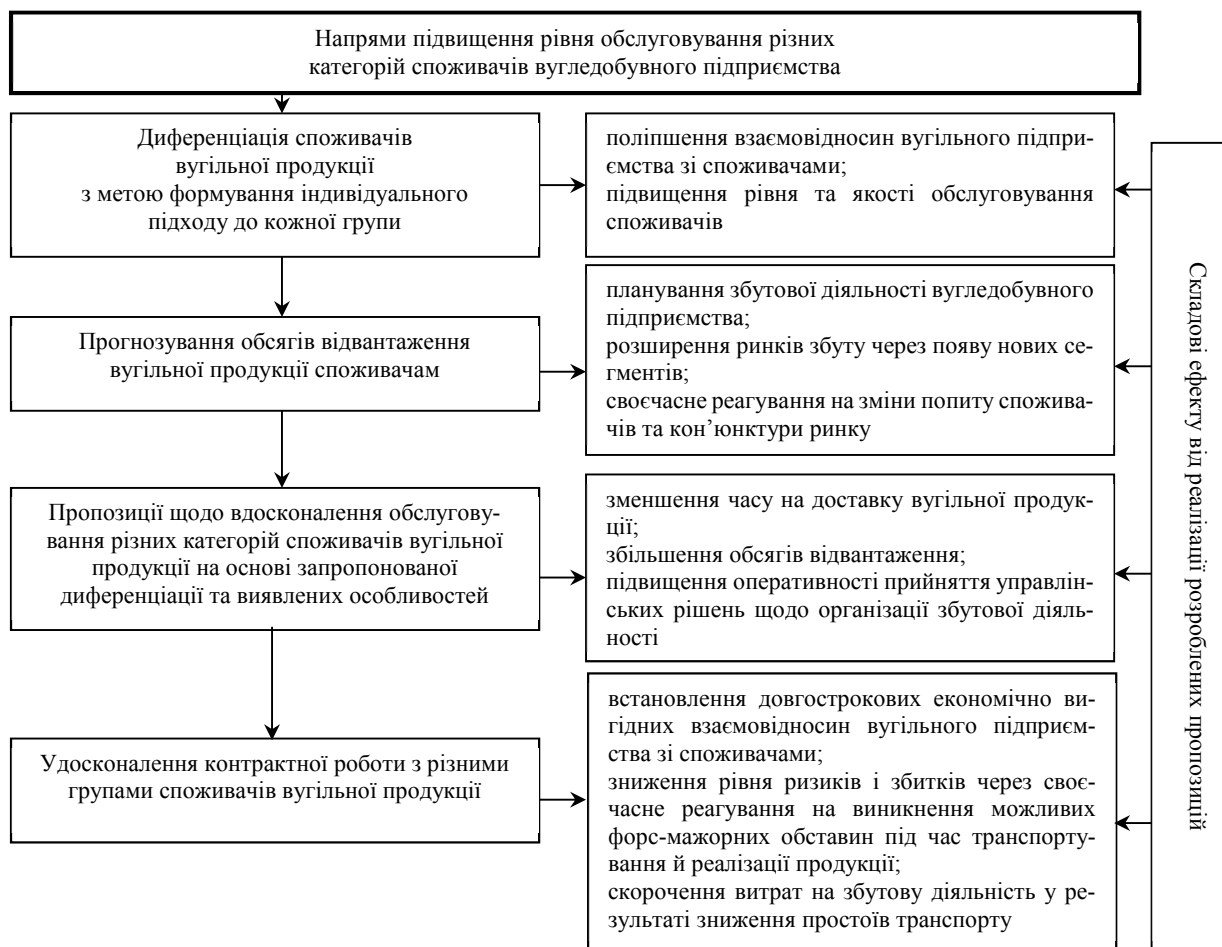 Напрями підвищення рівня обслуговування різних
категорій споживачів вугледобувного підприємства
Диференціація споживачів
вугільної продукції
з метою формування індивідуального
підходу до кожної групи
поліпшення взаємовідносин вугільного підпри-
ємства зі споживачами;
підвищення рівня та якості обслуговування
споживачів
Прогнозування обсягів відвантаження
вугільної продукції споживачам
планування збутової діяльності вугледобувного
підприємства;
розширення ринків збуту через появу нових се-
гментів;
своєчасне реагування на зміни попиту спожива-
чів та кон’юнктури ринку
Пропозиції щодо вдосконалення обслугову-
вання різних категорій споживачів вугільної
продукції на основі запропонованої
диференціації та виявлених особливостей
зменшення часу на доставку вугільної продук-
ції;
збільшення обсягів відвантаження;
підвищення оперативності прийняття управлін-
ських рішень щодо організації збутової діяль-
ності
Удосконалення контрактної роботи з різними
групами споживачів вугільної продукції
встановлення довгострокових економічно ви-
гідних взаємовідносин вугільного підприєм-
ства зі споживачами;
зниження рівня ризиків і збитків через своє-
часне реагування на виникнення можливих
форс-мажорних обставин під час транспорту-
вання й реалізації продукції;
скорочення витрат на збутову діяльність у ре-
зультаті зниження простоїв транспорту
Складові ефекту від реалізації розроблених пропозицій